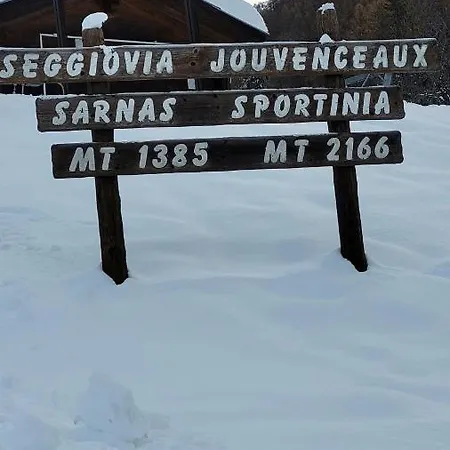 SEGGIOVIA JOUVENCEAUX
SARNAS SPORTINIA
MT 1385 MT 2166